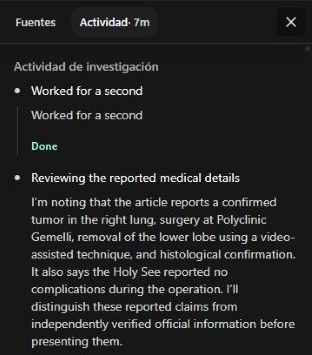 Fuentes
Actividad· 7m
Actividad de investigación
Worked for a second
Worked for a second
Done
Reviewing the reported medical details
I'm noting that the article reports a confirmed
tumor in the right lung, surgery at Polyclinic
Gemelli, removal of the lower lobe using a video-
assisted technique, and histological confirmation.
It also says the Holy See reported no
complications during the operation. I'll
distinguish these reported claims from
independently verified official information before
presenting them.